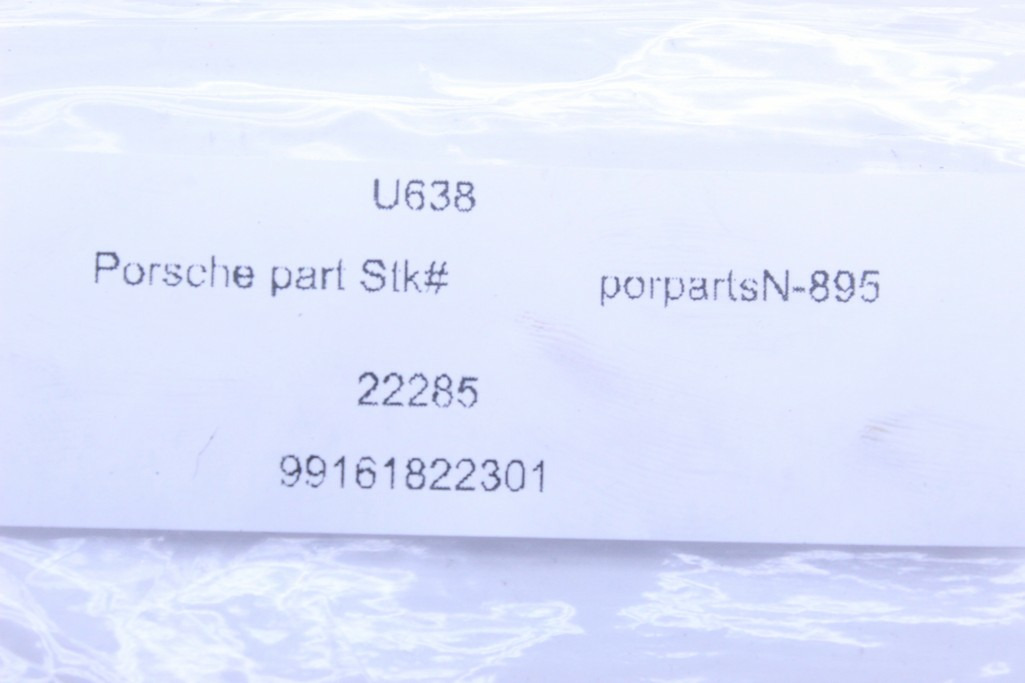 U638
Porsche part Stk# porpartsN-895
22285
99161822301